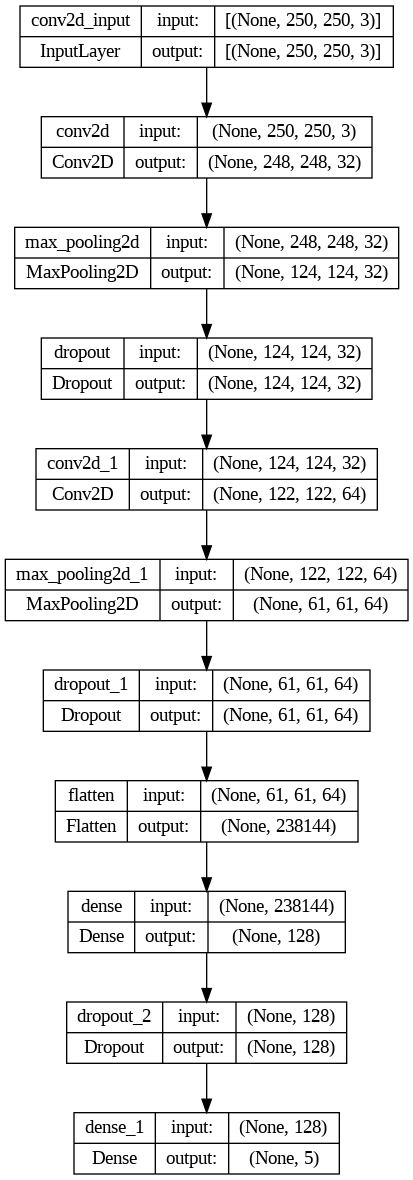 conv2d_input input: [(None, 250, 250, 3)]
InputLayer output: [(None, 250, 250, 3)]
conv2d input: (None, 250, 250, 3)
Conv2D output: (None, 248, 248, 32)
max_pooling2d input: (None, 248, 248, 32)
MaxPooling2D output: (None, 124, 124, 32)
dropout input: (None, 124, 124, 32)
Dropout output: (None, 124, 124, 32)
conv2d_1 input: (None, 124, 124, 32)
Conv2D output: (None, 122, 122, 64)
max_pooling2d_1 input: (None, 122, 122, 64)
MaxPooling2D output: (None, 61, 61, 64)
dropout_1 input: (None, 61, 61, 64)
Dropout output: (None, 61, 61, 64)
flatten input: (None, 61, 61, 64)
Flatten output: (None, 238144)
dense input: (None, 238144)
Dense output: (None, 128)
dropout_2 input: (None, 128)
Dropout output: (None, 128)
dense_1 input: (None, 128)
Dense output: (None, 5)